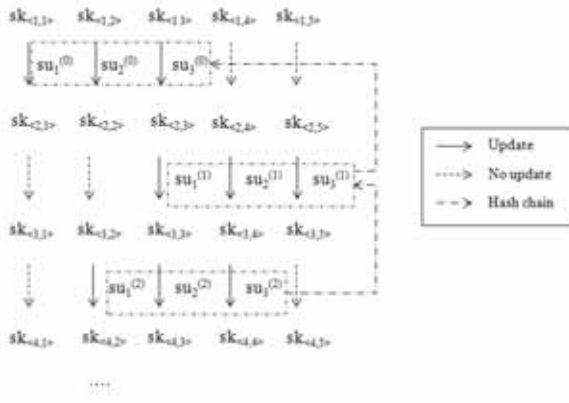 sk<1,1> sk<1,2> sk<1,3> sk<1,4> sk<1,5>
su1(0) su2(0) su3(0)
sk<2,1> sk<2,2> sk<2,3> sk<2,4> sk<2,5>
su1(1) su2(1) su3(1)
sk<3,1> sk<3,2> sk<3,3> sk<3,4> sk<3,5>
su1(2) su2(2) su3(2)
sk<4,1> sk<4,2> sk<4,3> sk<4,4> sk<4,5>
....
Update
No update
Hash chain